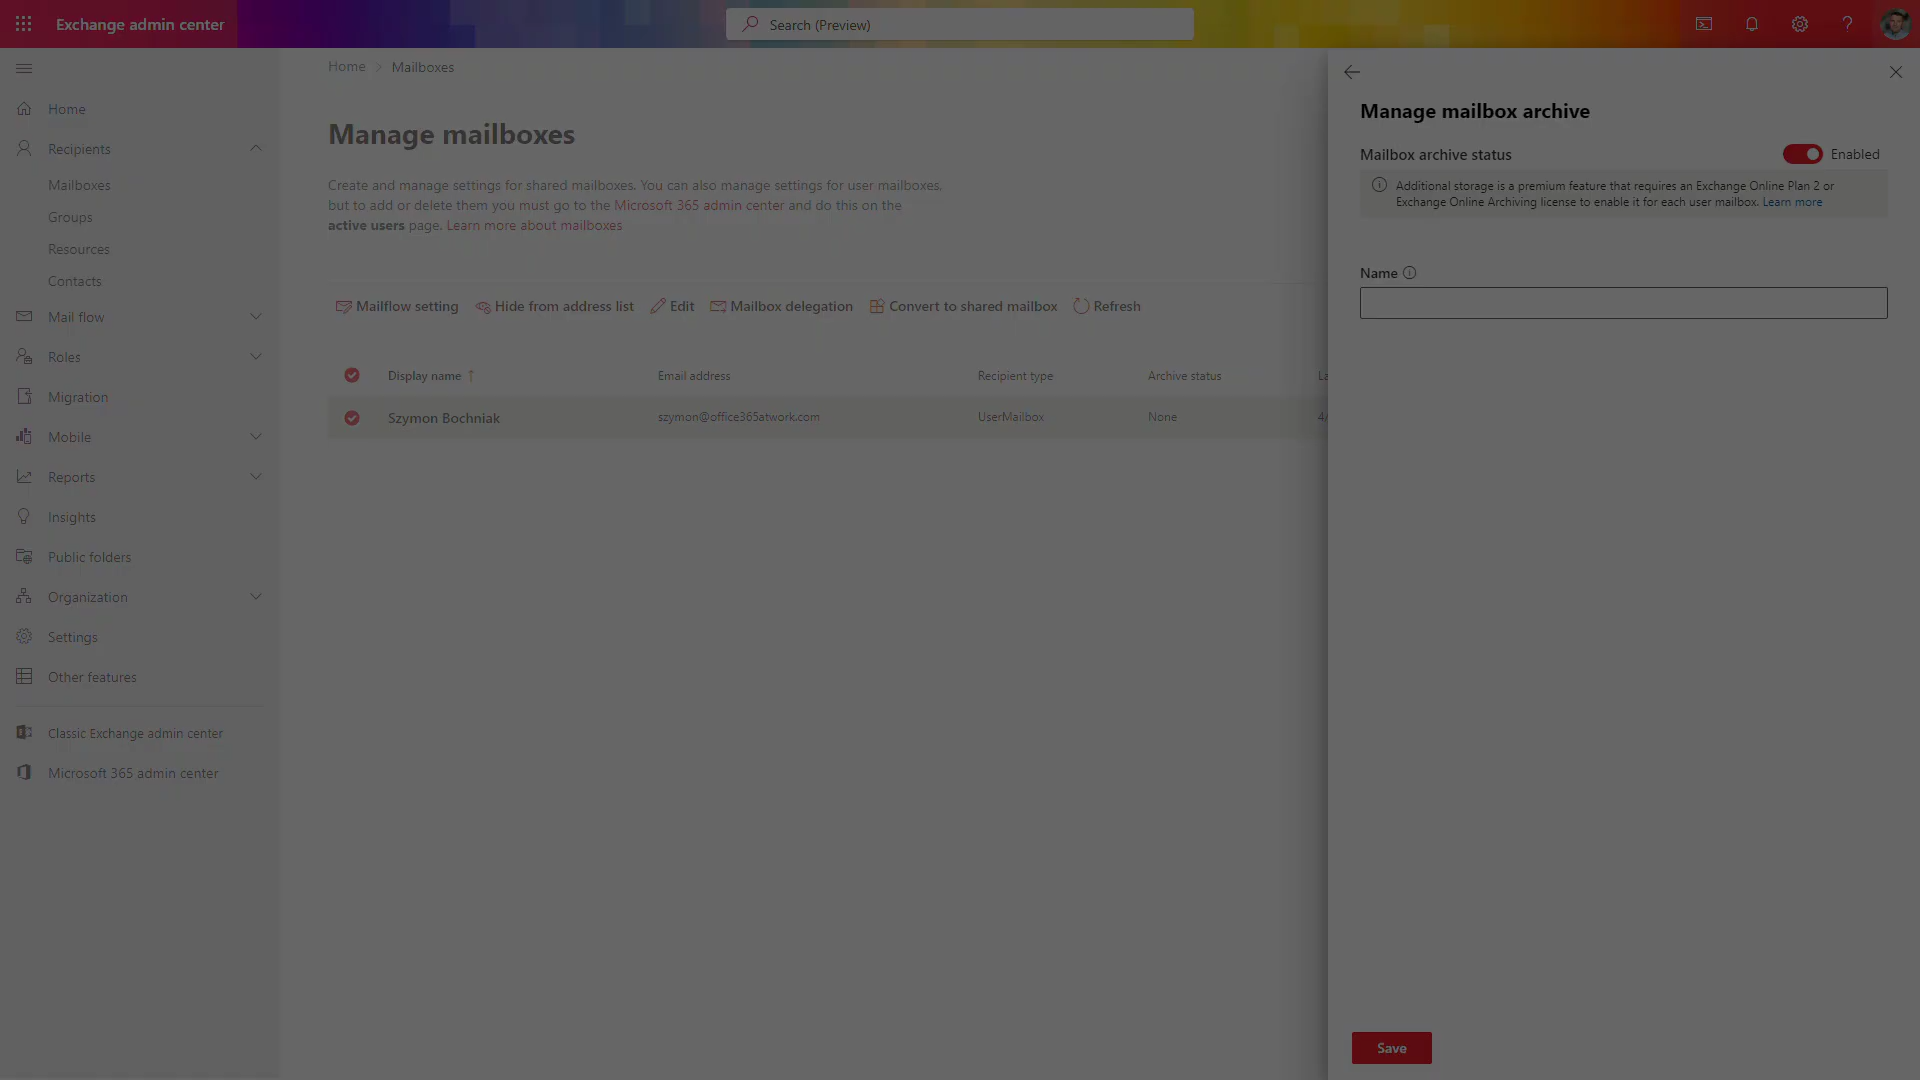 Exchange admin center
Search (Preview)
Home
Recipients
Mailboxes
Groups
Resources
Contacts
Mail flow
Roles
Migration
Mobile
Reports
Insights
Public folders
Organization
Settings
Other features
Classic Exchange admin center
Microsoft 365 admin center
Home > Mailboxes
Manage mailboxes
Create and manage settings for shared mailboxes. You can also manage settings for user mailboxes,
but to add or delete them you must go to the Microsoft 365 admin center and do this on the
active users page. Learn more about mailboxes
Mailflow setting Hide from address list Edit Mailbox delegation Convert to shared mailbox Refresh
Display name ↑ Email address Recipient type Archive status La
Szymon Bochniak szymon@office365atwork.com UserMailbox None 4/
Manage mailbox archive
Mailbox archive status Enabled
Additional storage is a premium feature that requires an Exchange Online Plan 2 or
Exchange Online Archiving license to enable it for each user mailbox. Learn more
Name
Save